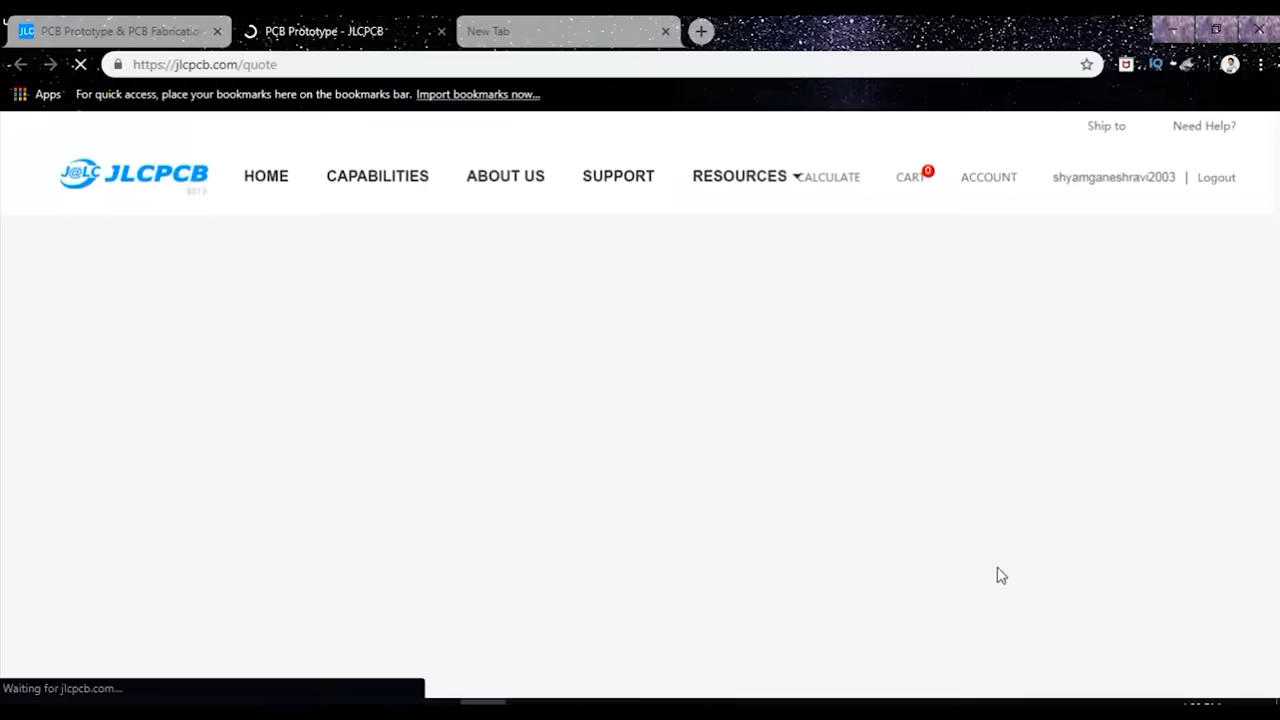 PCB Prototype & PCB Fabricatio
PCB Prototype - JLCPCB
New Tab
https://jlcpcb.com/quote
Apps For quick access, place your bookmarks here on the bookmarks bar. Import bookmarks now...
Ship to Need Help?
J@LC JLCPCB HOME CAPABILITIES ABOUT US SUPPORT RESOURCES CALCULATE CART 0 ACCOUNT shyamganeshravi2003 | Logout
Waiting for jlcpcb.com...